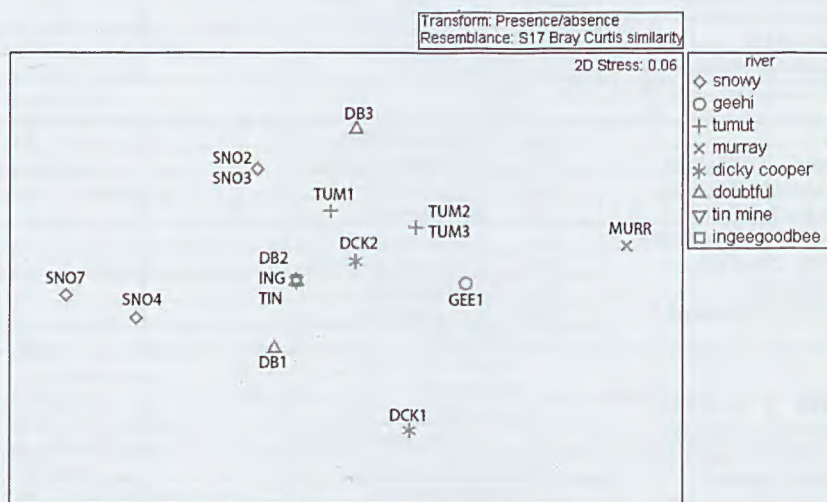 Transform: Presence/absence
Resemblance: S17 Bray Curtis similarity
2D Stress: 0.06
river
snowy
geehi
tumut
murray
dicky cooper
doubtful
tin mine
ingeegoodbee
DB3
SNO2
SNO3
TUM1
TUM2
TUM3
MURR
DCK2
DB2
ING
TIN
GEE1
SNO7
SNO4
DB1
DCK1